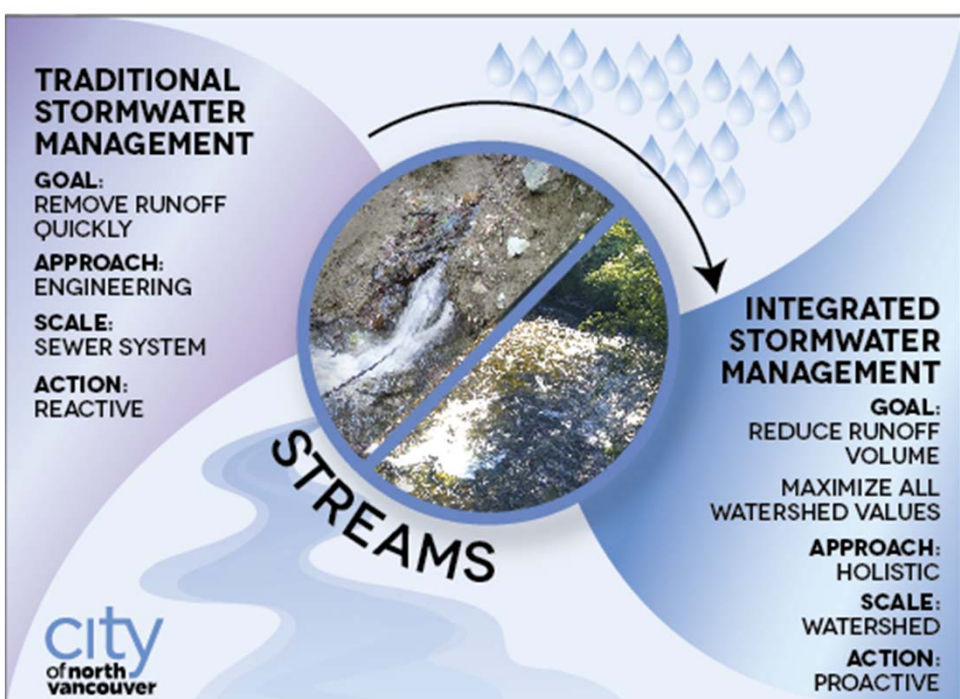 TRADITIONAL
STORMWATER
MANAGEMENT
GOAL:
REMOVE RUNOFF
QUICKLY
APPROACH:
ENGINEERING
SCALE:
SEWER SYSTEM
ACTION:
REACTIVE
STREAMS
INTEGRATED
STORMWATER
MANAGEMENT
GOAL:
REDUCE RUNOFF
VOLUME
MAXIMIZE ALL
WATERSHED VALUES
APPROACH:
HOLISTIC
SCALE:
WATERSHED
ACTION:
PROACTIVE
city
of north
vancouver